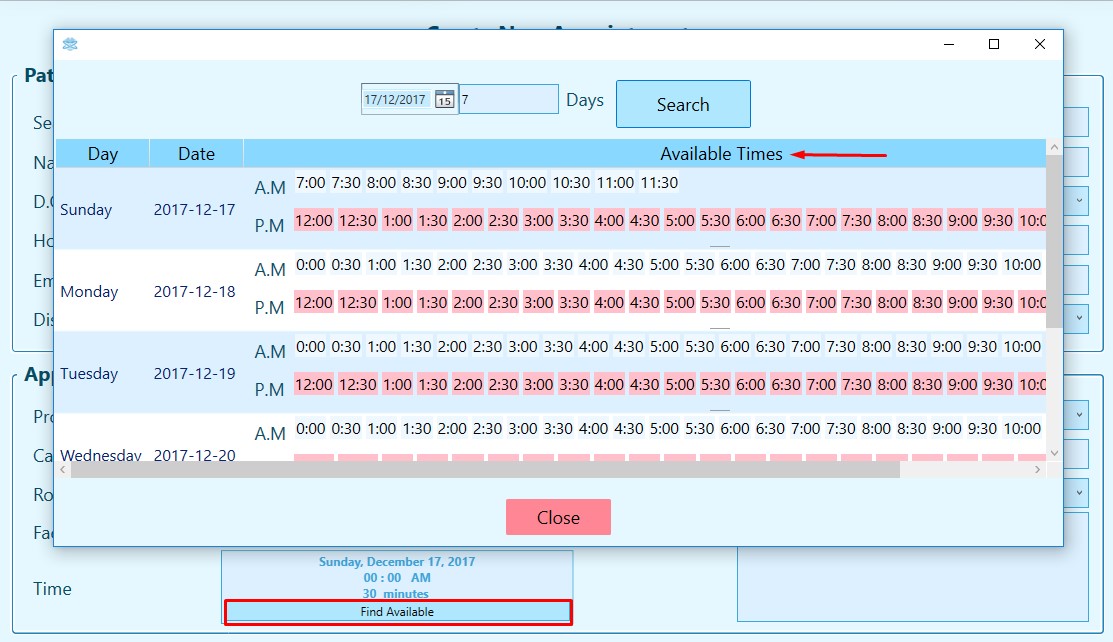 Pat
17/12/2017 15 7 Days Search
Day Date Available Times
Sunday 2017-12-17
A.M 7:00 7:30 8:00 8:30 9:00 9:30 10:00 10:30 11:00 11:30
P.M 12:00 12:30 1:00 1:30 2:00 2:30 3:00 3:30 4:00 4:30 5:00 5:30 6:00 6:30 7:00 7:30 8:00 8:30 9:00 9:30 10:0
Monday 2017-12-18
A.M 0:00 0:30 1:00 1:30 2:00 2:30 3:00 3:30 4:00 4:30 5:00 5:30 6:00 6:30 7:00 7:30 8:00 8:30 9:00 9:30 10:00
P.M 12:00 12:30 1:00 1:30 2:00 2:30 3:00 3:30 4:00 4:30 5:00 5:30 6:00 6:30 7:00 7:30 8:00 8:30 9:00 9:30 10:0
Tuesday 2017-12-19
A.M 0:00 0:30 1:00 1:30 2:00 2:30 3:00 3:30 4:00 4:30 5:00 5:30 6:00 6:30 7:00 7:30 8:00 8:30 9:00 9:30 10:00
P.M 12:00 12:30 1:00 1:30 2:00 2:30 3:00 3:30 4:00 4:30 5:00 5:30 6:00 6:30 7:00 7:30 8:00 8:30 9:00 9:30 10:0
Wednesday 2017-12-20
A.M 0:00 0:30 1:00 1:30 2:00 2:30 3:00 3:30 4:00 4:30 5:00 5:30 6:00 6:30 7:00 7:30 8:00 8:30 9:00 9:30 10:00
Close
Se
Na
D.O
Ho
Em
Dis
App
Pro
Ca
Ro
Fac
Time
Sunday, December 17, 2017
00 : 00 AM
30 minutes
Find Available